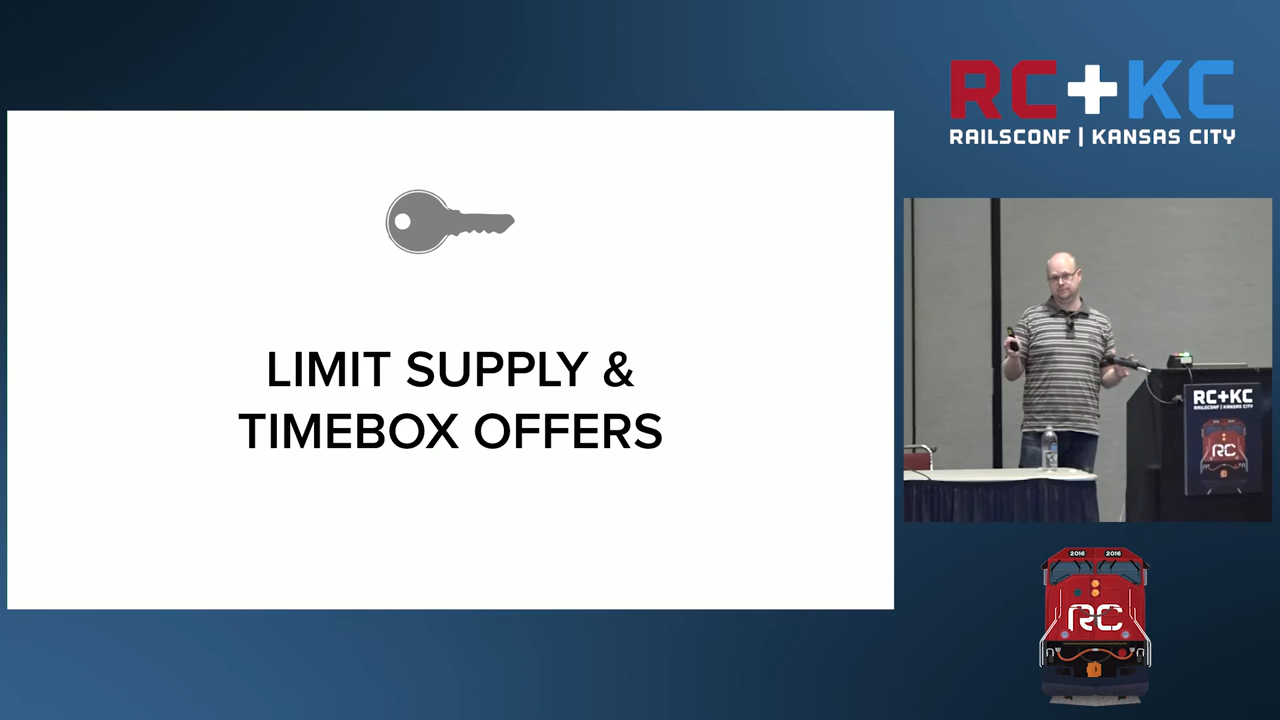 LIMIT SUPPLY &
TIMEBOX OFFERS
RC+KC
RAILSCONF | KANSAS CITY
RC+KC
RAILSCONF | KANSAS CITY
RC
2016 2016
RC